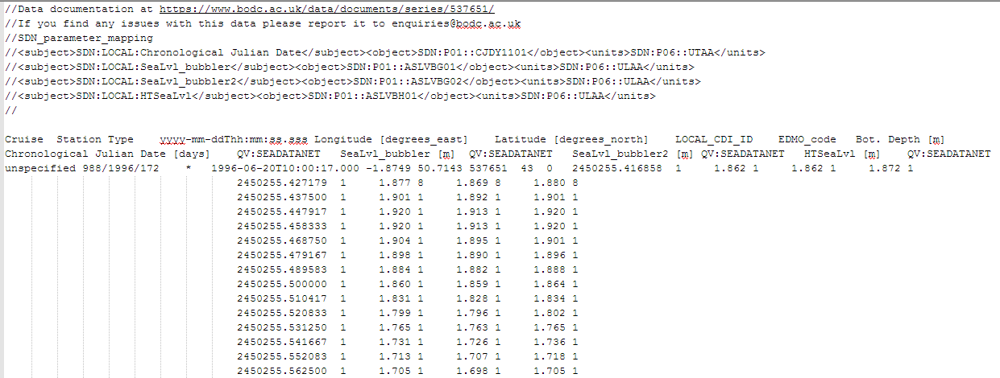 //Data documentation at https://www.bodc.ac.uk/data/documents/series/537651/
//If you find any issues with this data please report it to enquiries@bodc.ac.uk
//SDN_parameter_mapping
//<subject>SDN:LOCAL:Chronological Julian Date</subject><object>SDN:P01::CJDY1101</object><units>SDN:P06::UTAA</units>
//<subject>SDN:LOCAL:SeaLvl_bubbler</subject><object>SDN:P01::ASLVBG01</object><units>SDN:P06::ULAA</units>
//<subject>SDN:LOCAL:SeaLvl_bubbler2</subject><object>SDN:P01::ASLVBG02</object><units>SDN:P06::ULAA</units>
//<subject>SDN:LOCAL:HTSeaLvl</subject><object>SDN:P01::ASLVBH01</object><units>SDN:P06::ULAA</units>
//
Cruise Station Type yyyy-mm-ddThh:mm:ss.sss Longitude [degrees_east] Latitude [degrees_north] LOCAL_CDI_ID EDMO_code Bot. Depth [m]
Chronological Julian Date [days] QV:SEADATANET SeaLvl_bubbler [m] QV:SEADATANET SeaLvl_bubbler2 [m] QV:SEADATANET HTSeaLvl [m] QV:SEADATANET
unspecified 988/1996/172 * 1996-06-20T10:00:17.000 -1.8749 50.7143 537651 43 0 2450255.416858 1 1.862 1 1.862 1 1.872 1
2450255.427179 1 1.877 8 1.869 8 1.880 8
2450255.437500 1 1.901 1 1.892 1 1.901 1
2450255.447917 1 1.920 1 1.913 1 1.920 1
2450255.458333 1 1.920 1 1.913 1 1.920 1
2450255.468750 1 1.904 1 1.895 1 1.901 1
2450255.479167 1 1.898 1 1.890 1 1.896 1
2450255.489583 1 1.884 1 1.882 1 1.888 1
2450255.500000 1 1.860 1 1.859 1 1.864 1
2450255.510417 1 1.831 1 1.828 1 1.834 1
2450255.520833 1 1.799 1 1.796 1 1.802 1
2450255.531250 1 1.765 1 1.763 1 1.765 1
2450255.541667 1 1.731 1 1.726 1 1.736 1
2450255.552083 1 1.713 1 1.707 1 1.718 1
2450255.562500 1 1.705 1 1.698 1 1.705 1